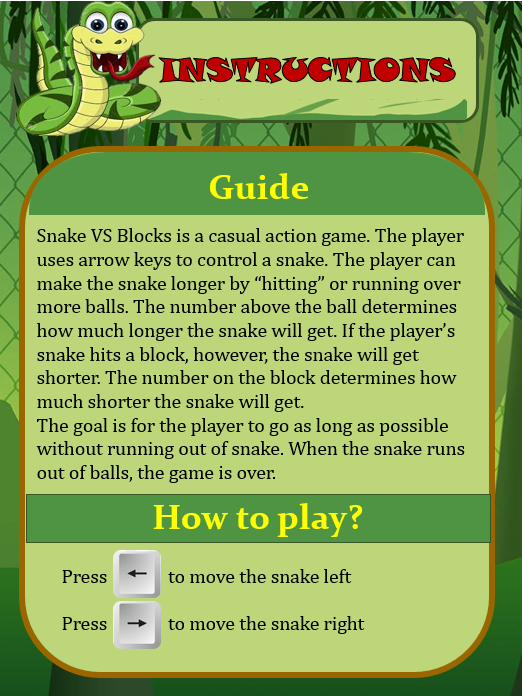 INSTRUCTIONS
Guide
Snake VS Blocks is a casual action game. The player
uses arrow keys to control a snake. The player can
make the snake longer by “hitting” or running over
more balls. The number above the ball determines
how much longer the snake will get. If the player’s
snake hits a block, however, the snake will get
shorter. The number on the block determines how
much shorter the snake will get.
The goal is for the player to go as long as possible
without running out of snake. When the snake runs
out of balls, the game is over.
How to play?
Press ← to move the snake left
Press → to move the snake right